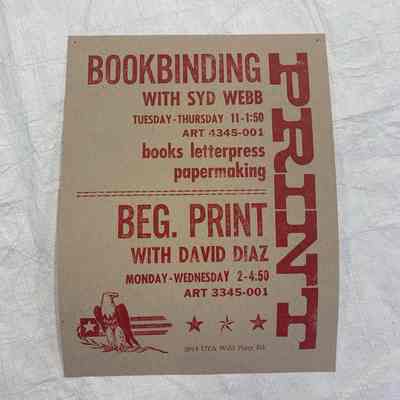 BOOKBINDING
WITH SYD WEBB
TUESDAY-THURSDAY 11-1:50
ART 4345-001
books letterpress
papermaking
BEG. PRINT
WITH DAVID DIAZ
MONDAY-WEDNESDAY 2-4:50
ART 3345-001
PRINT